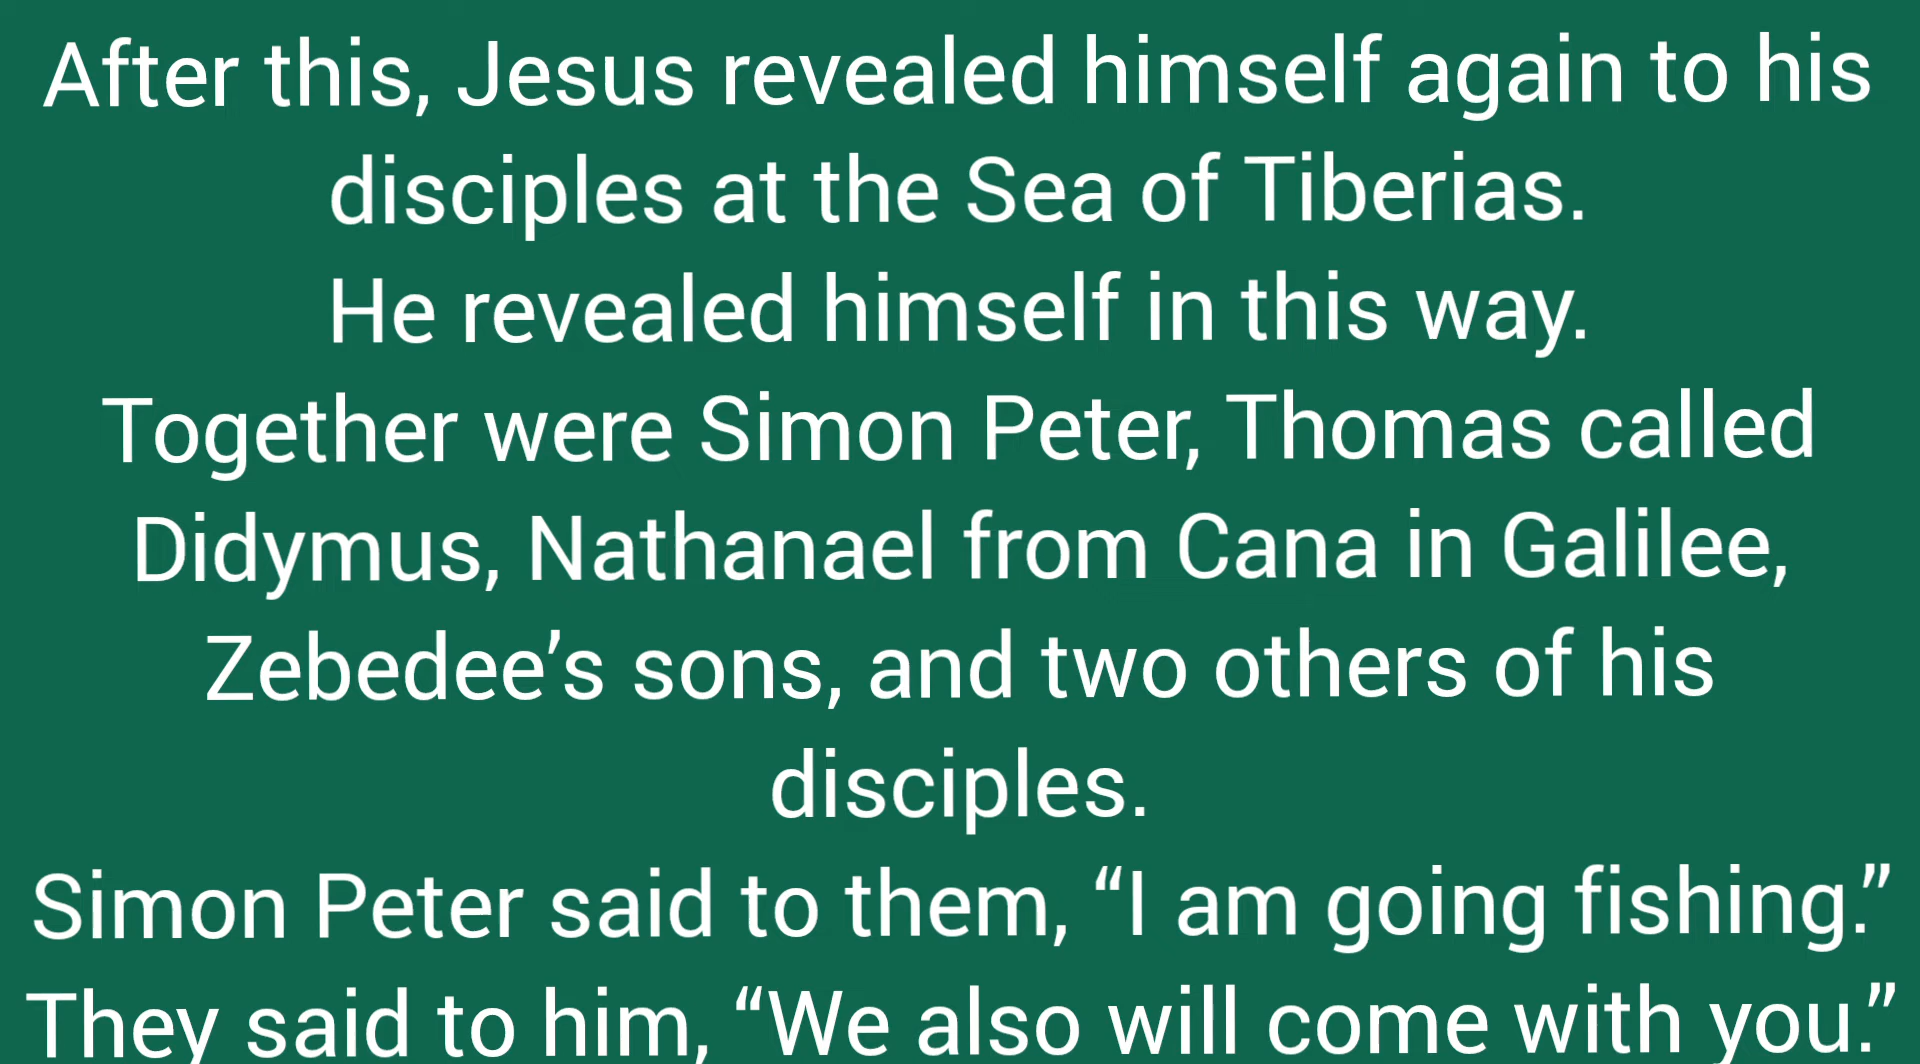 After this, Jesus revealed himself again to his
disciples at the Sea of Tiberias.
He revealed himself in this way.
Together were Simon Peter, Thomas called
Didymus, Nathanael from Cana in Galilee,
Zebedee’s sons, and two others of his
disciples.
Simon Peter said to them, “I am going fishing.”
They said to him, “We also will come with you.”